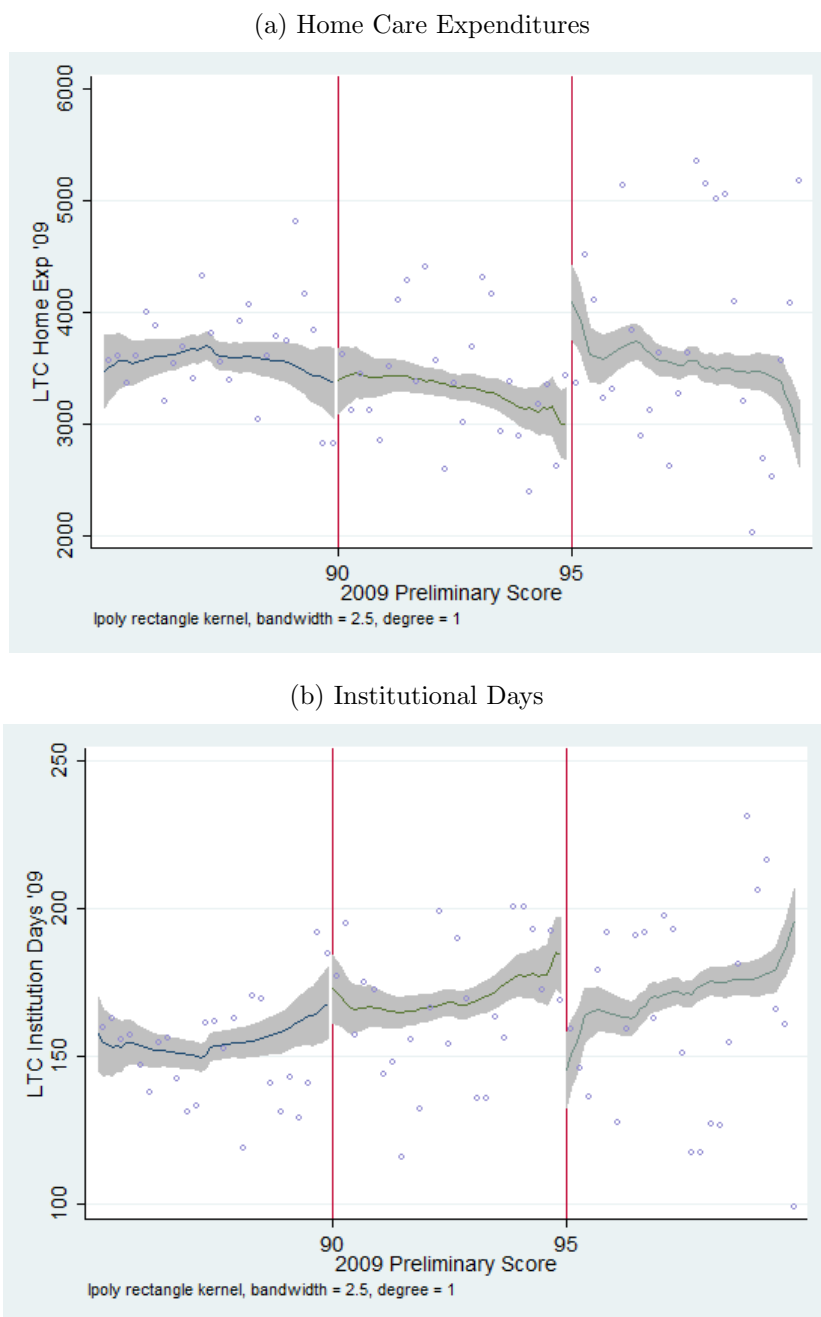 (a) Home Care Expenditures
6000
5000
4000
3000
2000
LTC Home Exp '09
90
95
2009 Preliminary Score
lpoly rectangle kernel, bandwidth = 2.5, degree = 1
(b) Institutional Days
250
200
150
100
LTC Institution Days '09
90
95
2009 Preliminary Score
lpoly rectangle kernel, bandwidth = 2.5, degree = 1